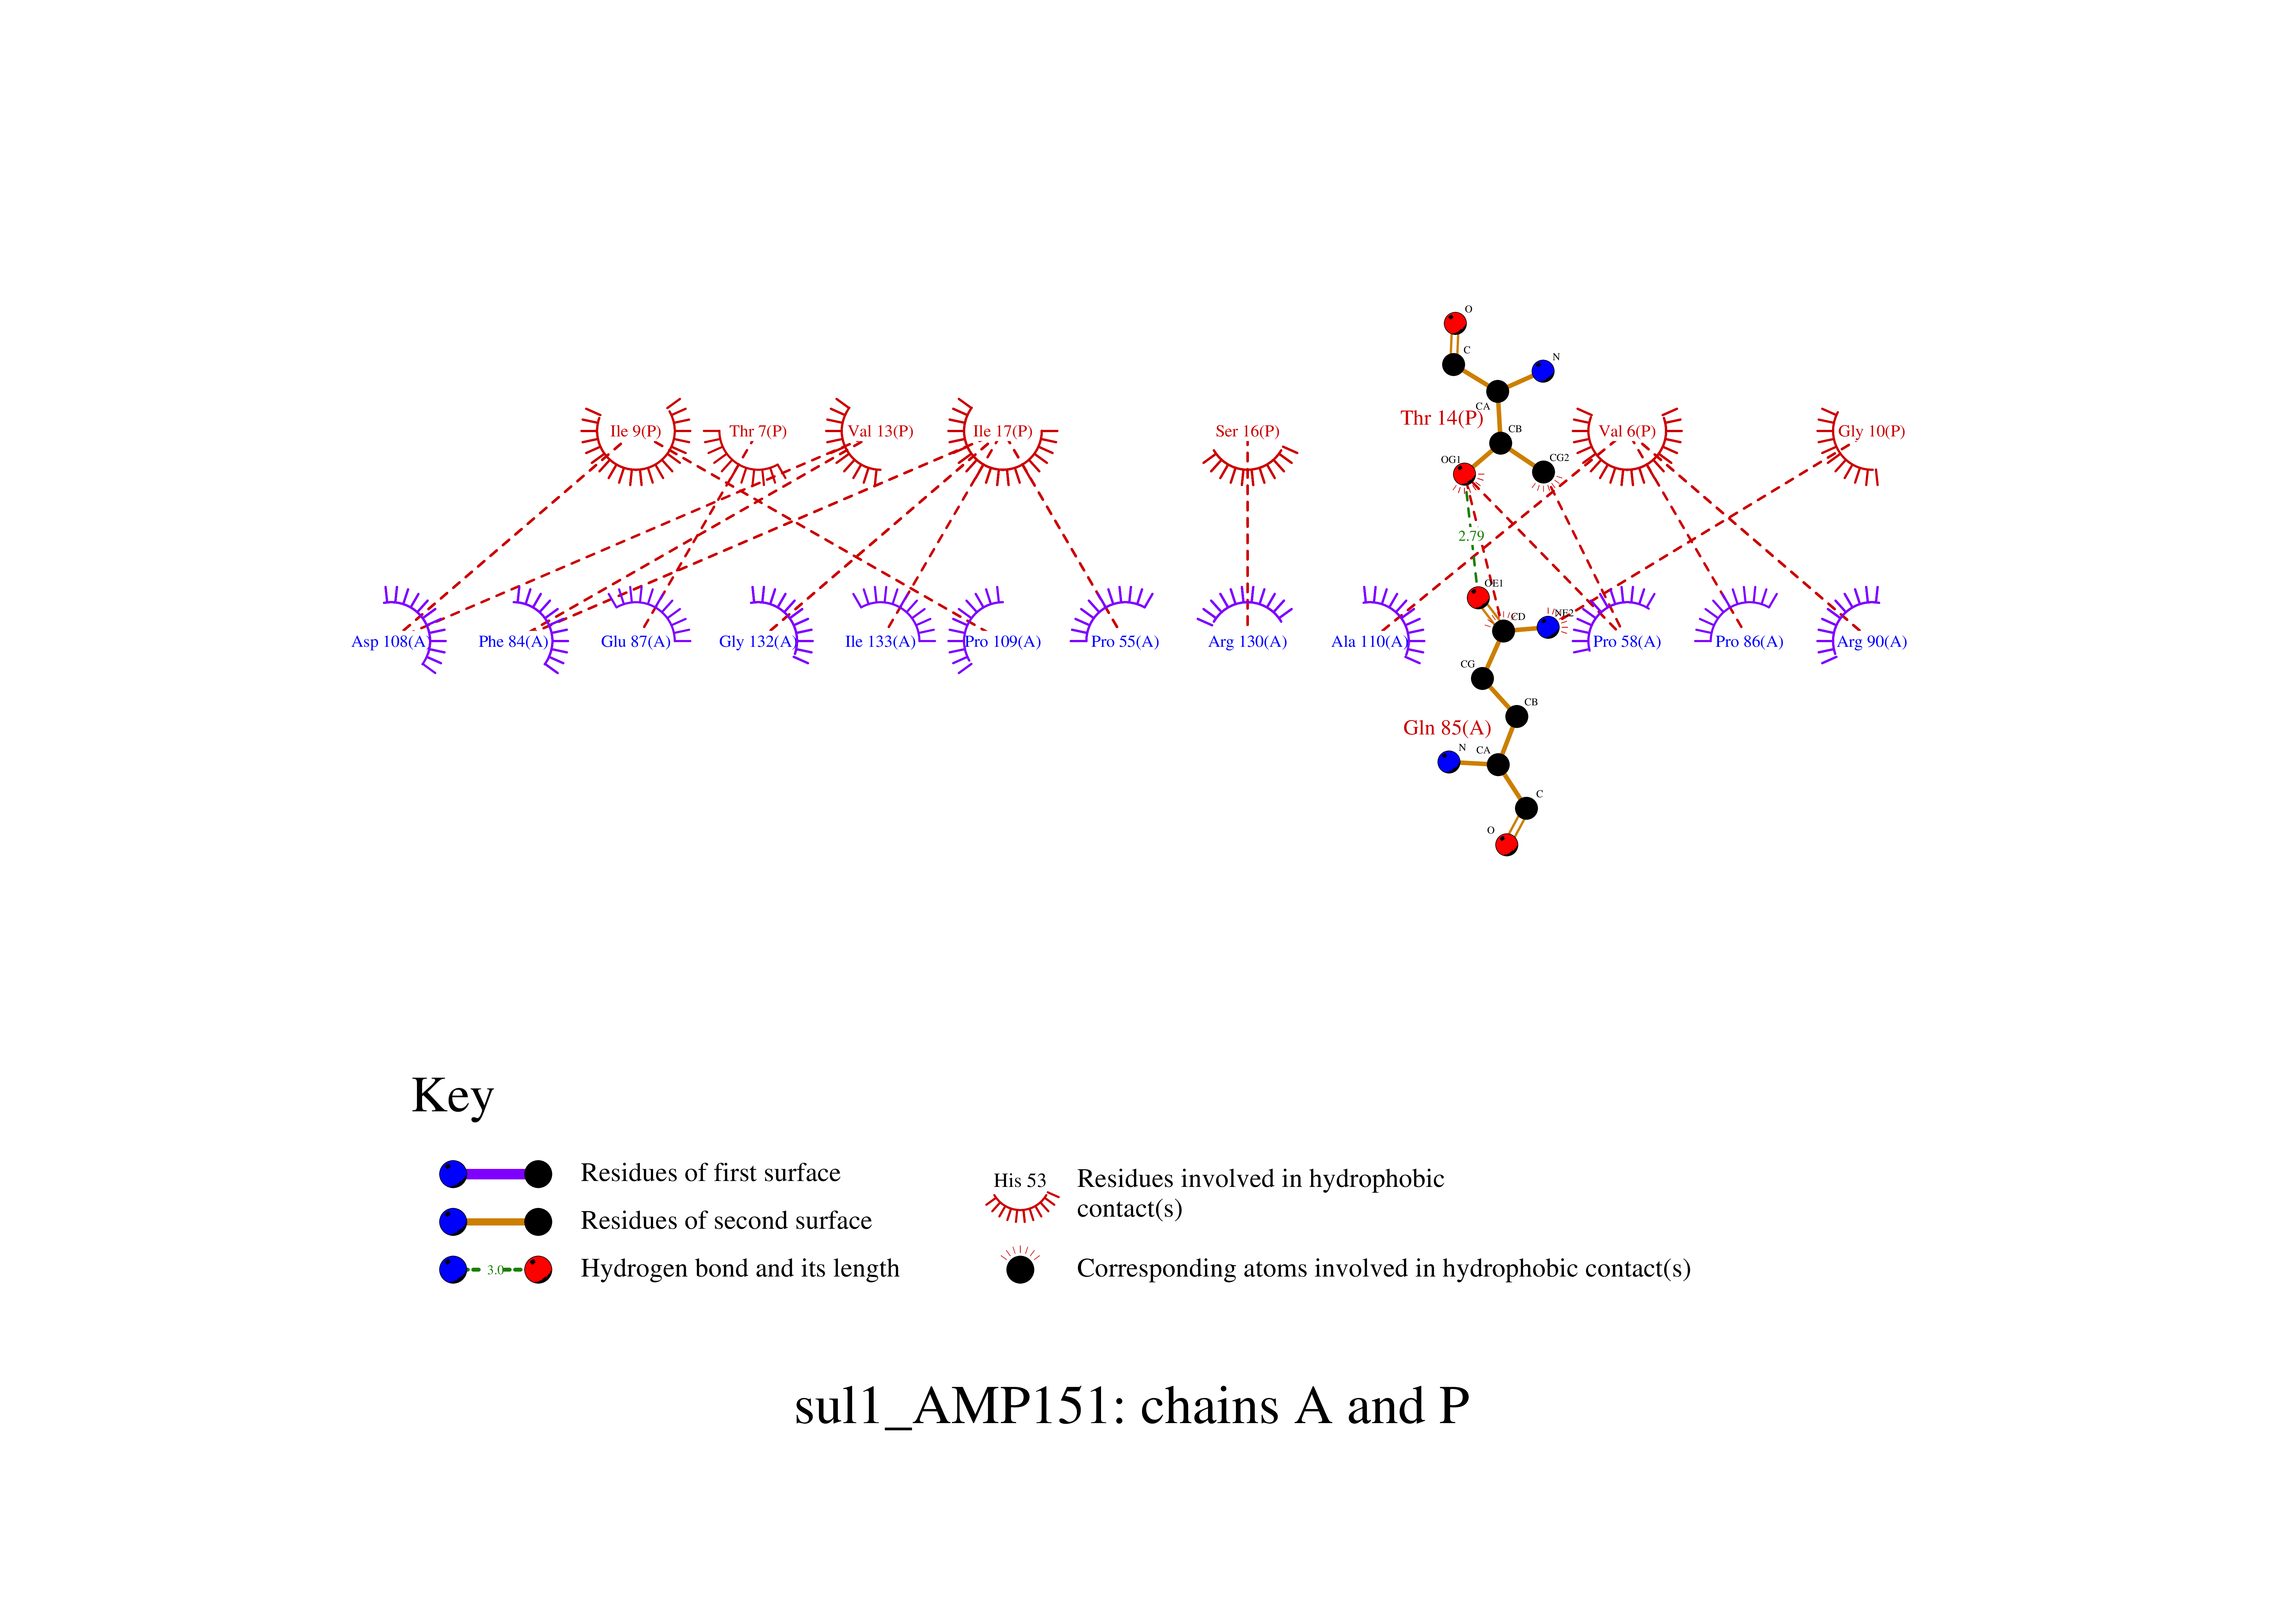 O
C
N
CA
Thr 14(P)
CB
OG1
CG2
Ile 9(P) Thr 7(P) Val 13(P) Ile 17(P) Ser 16(P) Val 6(P) Gly 10(P)
2.79
OE1
CD
NE2
Asp 108(A) Phe 84(A) Glu 87(A) Gly 132(A) Ile 133(A) Pro 109(A) Pro 55(A) Arg 130(A) Ala 110(A) Pro 58(A) Pro 86(A) Arg 90(A)
CG
CB
Gln 85(A)
N
CA
C
O
Key
Residues of first surface
Residues of second surface
3.0
Hydrogen bond and its length
His 53
Residues involved in hydrophobic
contact(s)
Corresponding atoms involved in hydrophobic contact(s)
sul1_AMP151: chains A and P